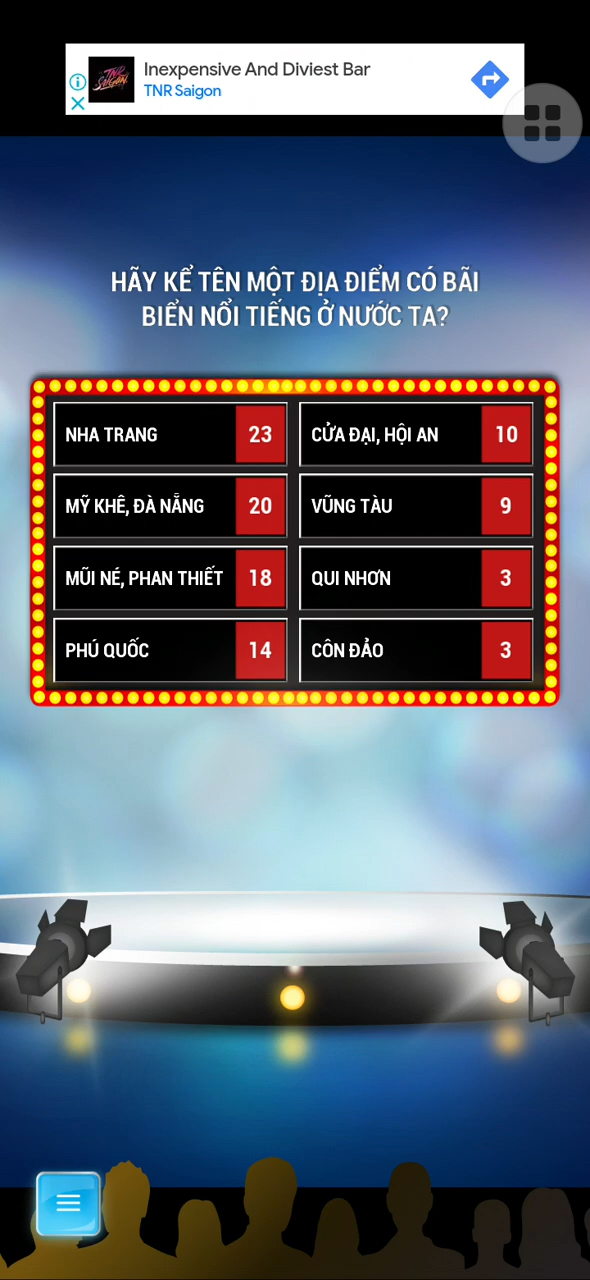 TNR SAIGON
Inexpensive And Diviest Bar
TNR Saigon
HÃY KỂ TÊN MỘT ĐỊA ĐIỂM CÓ BÃI
BIỂN NỔI TIẾNG Ở NƯỚC TA?
NHA TRANG 23
CỬA ĐẠI, HỘI AN 10
MỸ KHÊ, ĐÀ NẴNG 20
VŨNG TÀU 9
MŨI NÉ, PHAN THIẾT 18
QUI NHƠN 3
PHÚ QUỐC 14
CÔN ĐẢO 3